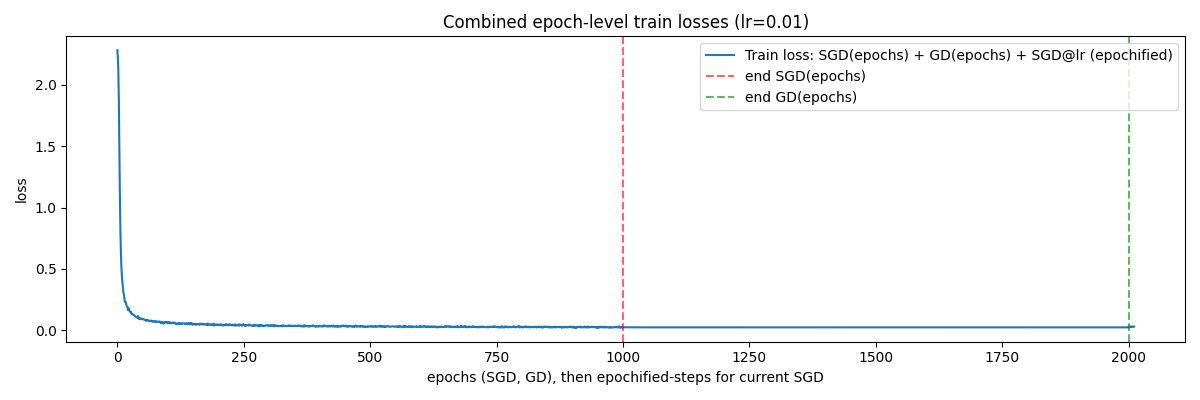 Combined epoch-level train losses (lr=0.01)
Train loss: SGD(epochs) + GD(epochs) + SGD@lr (epochified)
end SGD(epochs)
end GD(epochs)
loss
2.0
1.5
1.0
0.5
0.0
0 250 500 750 1000 1250 1500 1750 2000
epochs (SGD, GD), then epochified-steps for current SGD